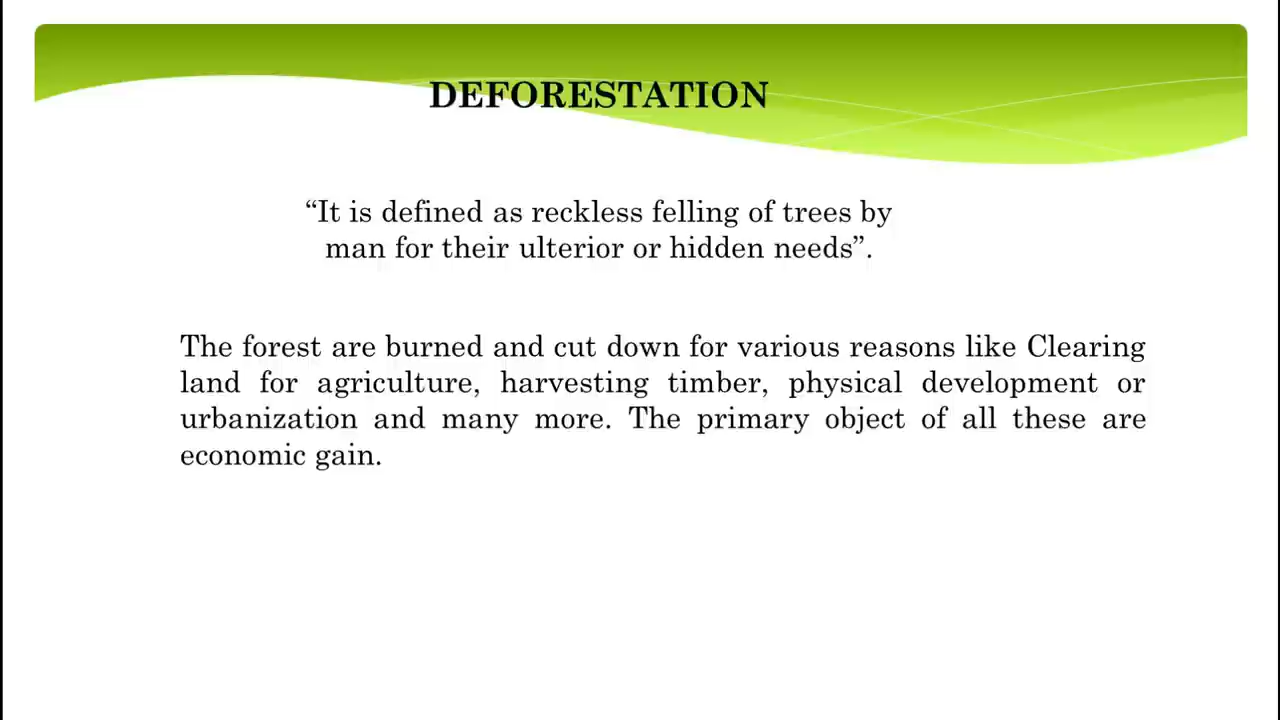 DEFORESTATION
“It is defined as reckless felling of trees by
man for their ulterior or hidden needs”.
The forest are burned and cut down for various reasons like Clearing
land for agriculture, harvesting timber, physical development or
urbanization and many more. The primary object of all these are
economic gain.